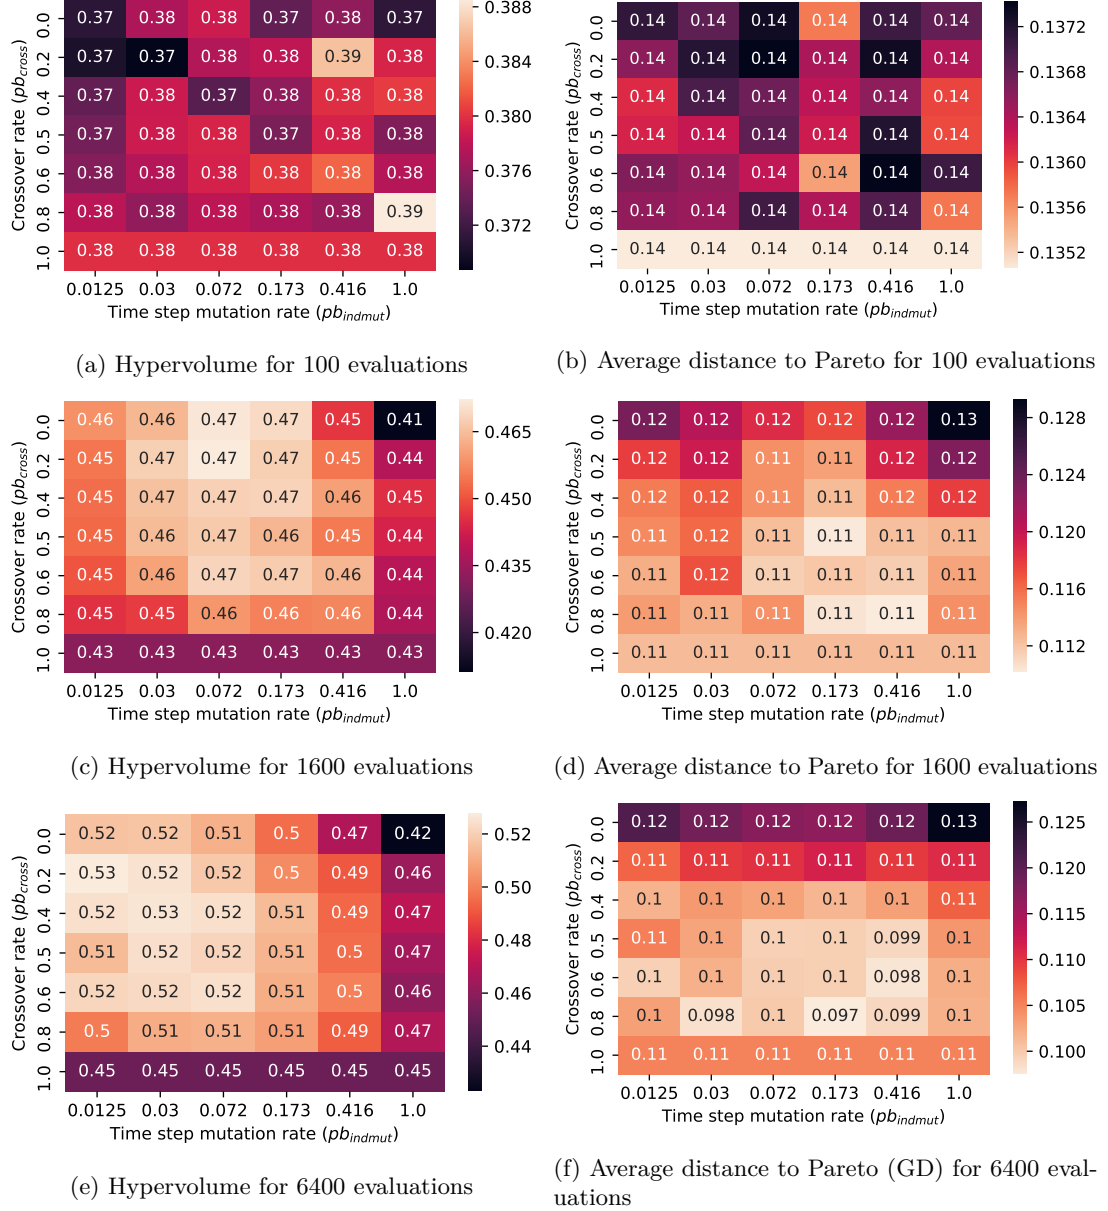 Crossover rate (pb_cross)
0.0 0.37 0.37 0.37 0.37 0.37 0.37
0.2 0.37 0.37 0.38 0.38 0.39 0.38
0.4 0.37 0.38 0.37 0.38 0.38 0.38
0.5 0.37 0.38 0.38 0.37 0.38 0.38
0.6 0.38 0.38 0.38 0.38 0.38 0.38
0.8 0.38 0.38 0.38 0.38 0.38 0.39
1.0 0.38 0.38 0.38 0.38 0.38 0.38
0.0125 0.03 0.072 0.173 0.416 1.0
Time step mutation rate (pb_indmut)
0.388
0.384
0.380
0.376
0.372
(a) Hypervolume for 100 evaluations
Crossover rate (pb_cross)
0.0 0.14 0.14 0.14 0.14 0.14 0.14
0.2 0.14 0.14 0.14 0.14 0.14 0.14
0.4 0.14 0.14 0.14 0.14 0.14 0.14
0.5 0.14 0.14 0.14 0.14 0.14 0.14
0.6 0.14 0.14 0.14 0.14 0.14 0.14
0.8 0.14 0.14 0.14 0.14 0.14 0.14
1.0 0.14 0.14 0.14 0.14 0.14 0.14
0.0125 0.03 0.072 0.173 0.416 1.0
Time step mutation rate (pb_indmut)
0.1372
0.1368
0.1364
0.1360
0.1356
0.1352
(b) Average distance to Pareto for 100 evaluations
Crossover rate (pb_cross)
0.0 0.46 0.46 0.47 0.47 0.45 0.41
0.2 0.45 0.47 0.47 0.47 0.45 0.44
0.4 0.45 0.47 0.47 0.47 0.46 0.45
0.5 0.45 0.46 0.47 0.46 0.45 0.44
0.6 0.45 0.46 0.47 0.47 0.46 0.44
0.8 0.45 0.45 0.46 0.46 0.46 0.44
1.0 0.43 0.43 0.43 0.43 0.43 0.43
0.0125 0.03 0.072 0.173 0.416 1.0
Time step mutation rate (pb_indmut)
0.465
0.450
0.435
0.420
(c) Hypervolume for 1600 evaluations
Crossover rate (pb_cross)
0.0 0.12 0.12 0.12 0.12 0.12 0.13
0.2 0.12 0.12 0.11 0.11 0.12 0.12
0.4 0.12 0.12 0.11 0.11 0.12 0.12
0.5 0.11 0.12 0.11 0.11 0.11 0.11
0.6 0.11 0.12 0.11 0.11 0.11 0.11
0.8 0.11 0.11 0.11 0.11 0.11 0.11
1.0 0.11 0.11 0.11 0.11 0.11 0.11
0.0125 0.03 0.072 0.173 0.416 1.0
Time step mutation rate (pb_indmut)
0.128
0.124
0.120
0.116
0.112
(d) Average distance to Pareto for 1600 evaluations
Crossover rate (pb_cross)
0.0 0.52 0.52 0.51 0.5 0.47 0.42
0.2 0.53 0.52 0.52 0.5 0.49 0.46
0.4 0.52 0.53 0.52 0.51 0.49 0.47
0.5 0.51 0.52 0.52 0.51 0.5 0.47
0.6 0.52 0.52 0.52 0.51 0.5 0.46
0.8 0.5 0.51 0.51 0.51 0.49 0.47
1.0 0.45 0.45 0.45 0.45 0.45 0.45
0.0125 0.03 0.072 0.173 0.416 1.0
Time step mutation rate (pb_indmut)
0.52
0.50
0.48
0.46
0.44
(e) Hypervolume for 6400 evaluations
Crossover rate (pb_cross)
0.0 0.12 0.12 0.12 0.12 0.12 0.13
0.2 0.11 0.11 0.11 0.11 0.11 0.11
0.4 0.1 0.1 0.1 0.1 0.1 0.11
0.5 0.11 0.1 0.1 0.1 0.099 0.1
0.6 0.1 0.1 0.1 0.1 0.098 0.1
0.8 0.1 0.098 0.1 0.097 0.099 0.1
1.0 0.11 0.11 0.11 0.11 0.11 0.11
0.0125 0.03 0.072 0.173 0.416 1.0
Time step mutation rate (pb_indmut)
0.125
0.120
0.115
0.110
0.105
0.100
(f) Average distance to Pareto (GD) for 6400 eval-
uations